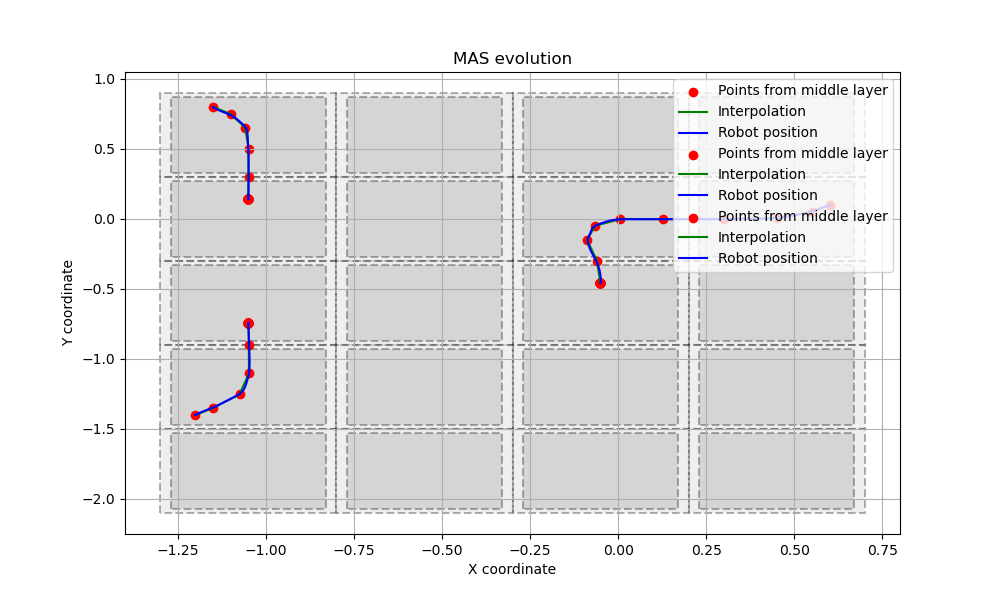 MAS evolution
Points from middle layer
Interpolation
Robot position
Points from middle layer
Interpolation
Robot position
Points from middle layer
Interpolation
Robot position
Y coordinate
1.0
0.5
0.0
−0.5
−1.0
−1.5
−2.0
−1.25 −1.00 −0.75 −0.50 −0.25 0.00 0.25 0.50 0.75
X coordinate